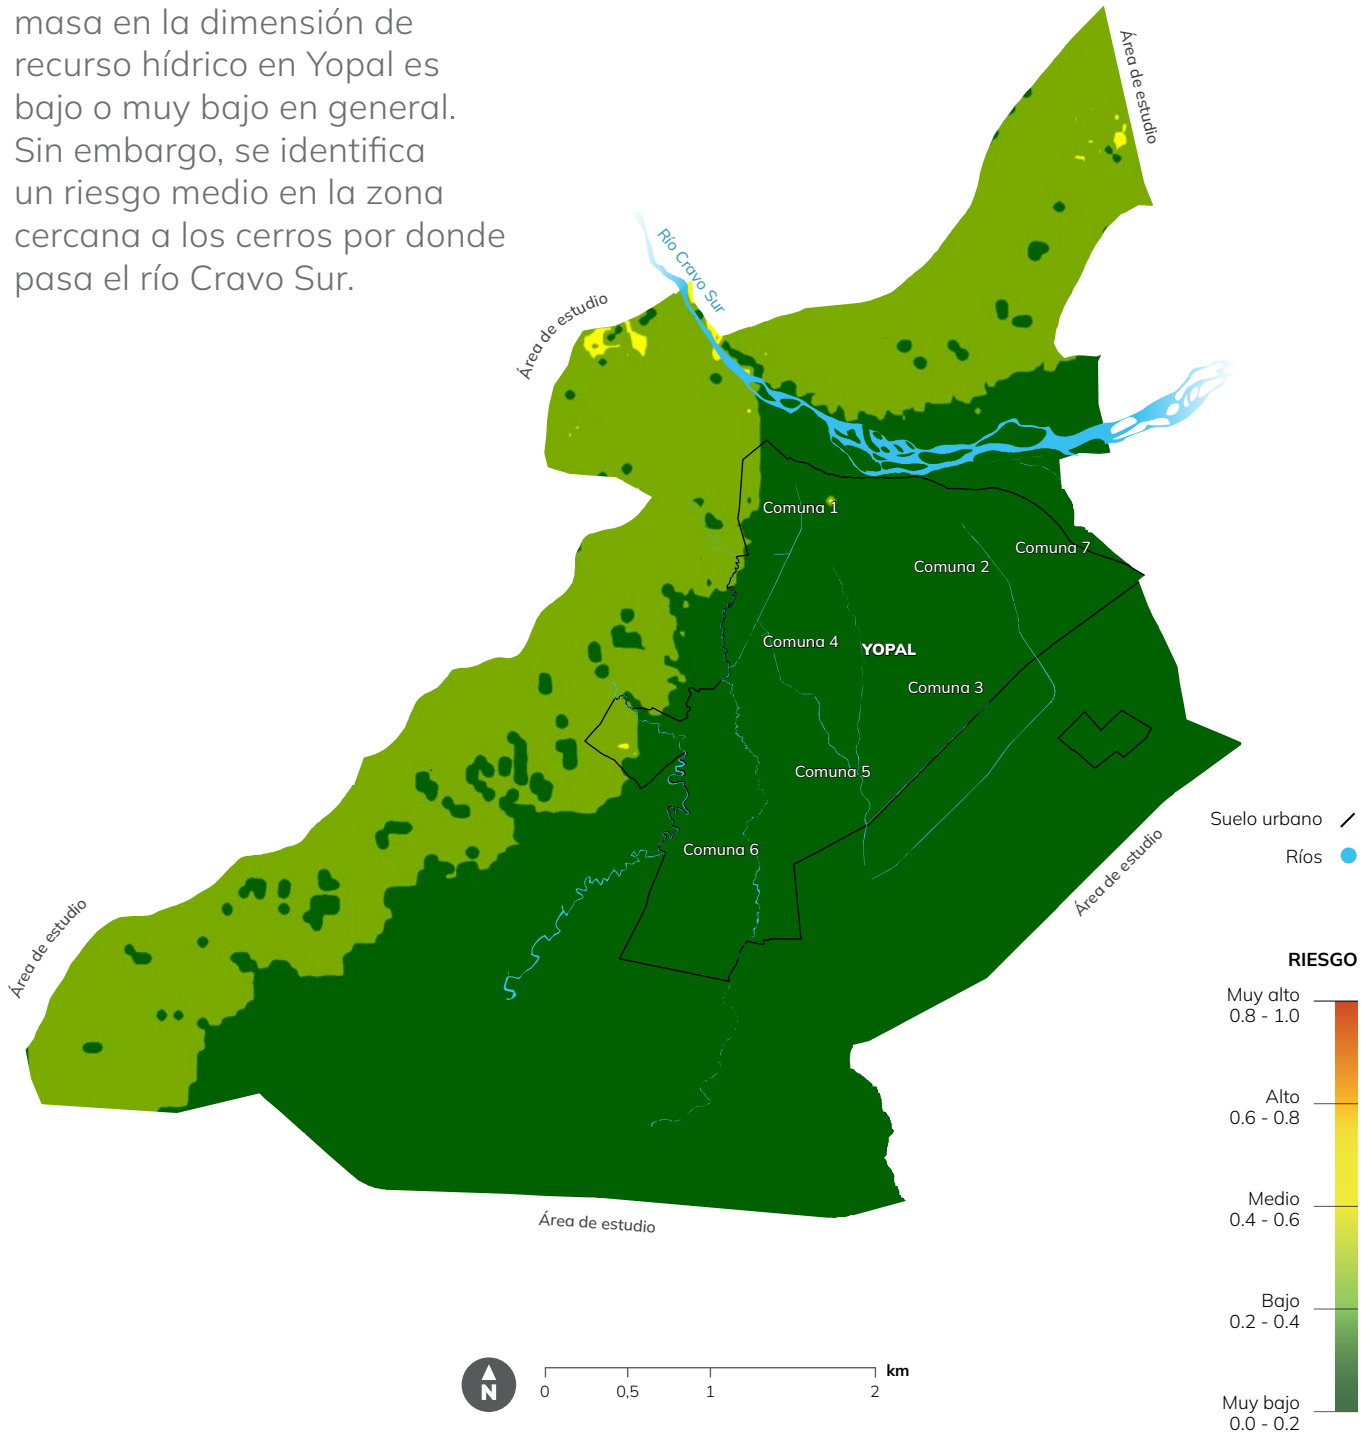 masa en la dimensión de
recurso hídrico en Yopal es
bajo o muy bajo en general.
Sin embargo, se identifica
un riesgo medio en la zona
cercana a los cerros por donde
pasa el río Cravo Sur.
Área de estudio
Río Cravo Sur
Área de estudio
Comuna 1
Comuna 7
Comuna 2
Comuna 4
YOPAL
Comuna 3
Comuna 5
Comuna 6
Suelo urbano
Ríos
Área de estudio
Área de estudio
RIESGO
Muy alto
0.8 - 1.0
Alto
0.6 - 0.8
Medio
0.4 - 0.6
Bajo
0.2 - 0.4
Muy bajo
0.0 - 0.2
Área de estudio
N
km
0 0,5 1 2